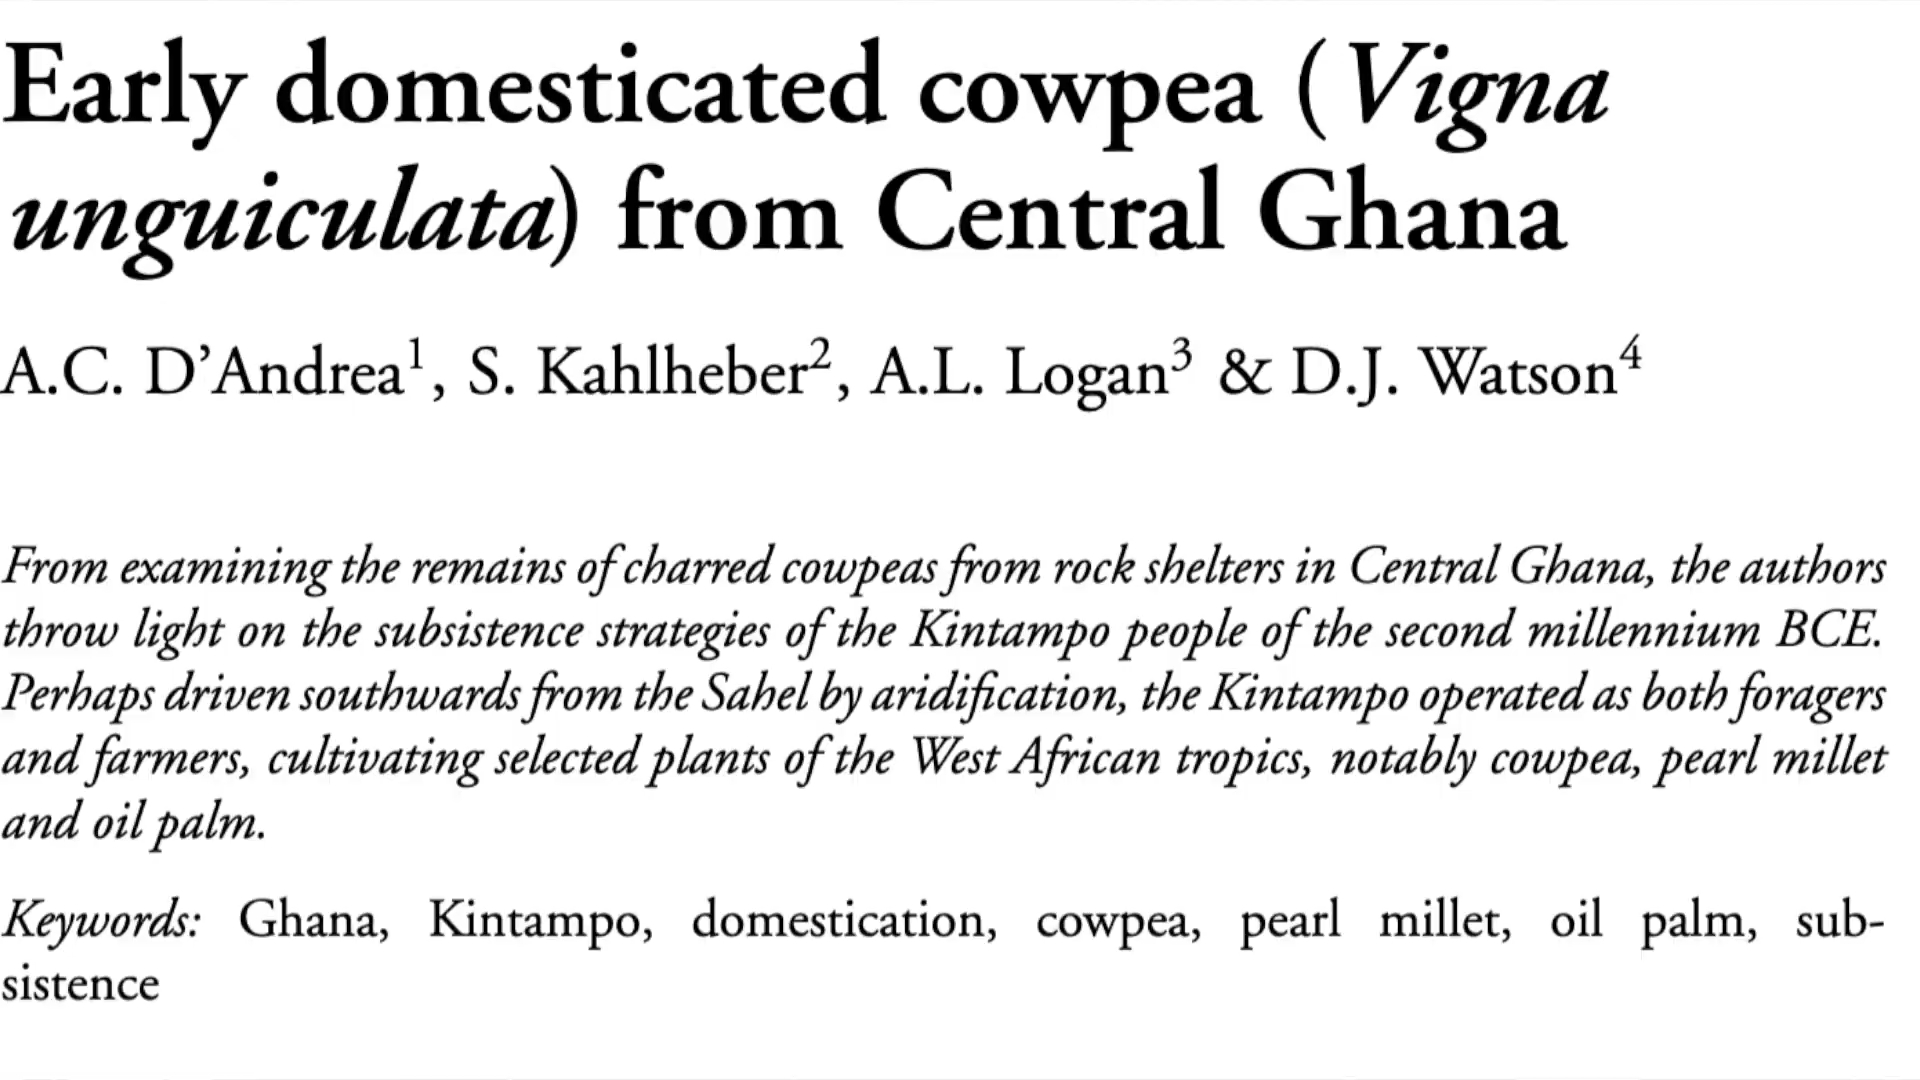 Early domesticated cowpea (Vigna
unguiculata) from Central Ghana
A.C. D’Andrea1, S. Kahlheber2, A.L. Logan3 & D.J. Watson4
From examining the remains of charred cowpeas from rock shelters in Central Ghana, the authors
throw light on the subsistence strategies of the Kintampo people of the second millennium BCE.
Perhaps driven southwards from the Sahel by aridification, the Kintampo operated as both foragers
and farmers, cultivating selected plants of the West African tropics, notably cowpea, pearl millet
and oil palm.
Keywords: Ghana, Kintampo, domestication, cowpea, pearl millet, oil palm, sub-
sistence